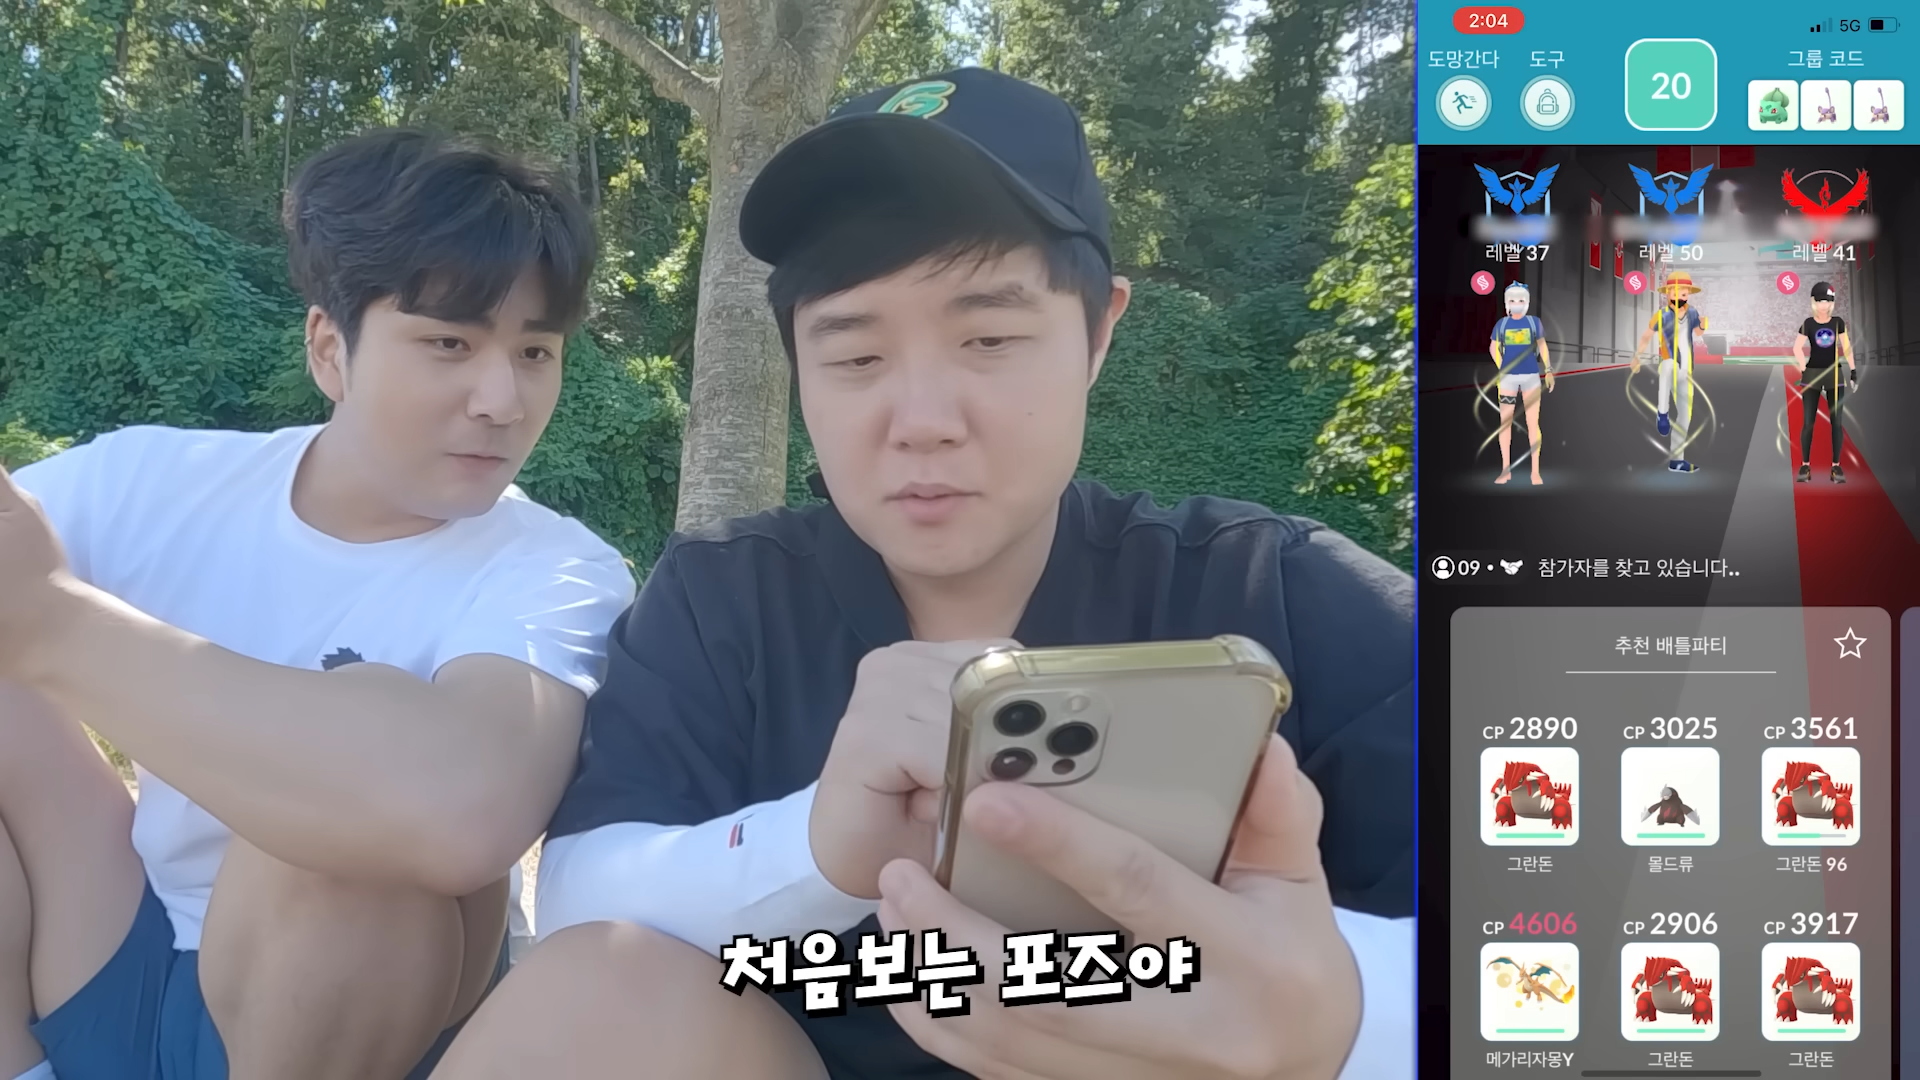 2:04
5G
도망간다
도구
20
그룹 코드
레벨 37
레벨 50
레벨 41
09 • 참가자를 찾고 있습니다..
추천 배틀파티
CP 2890
CP 3025
CP 3561
그란돈
몰드류
그란돈 96
CP 4606
CP 2906
CP 3917
메가리자몽Y
그란돈
그란돈
처음보는 포즈야